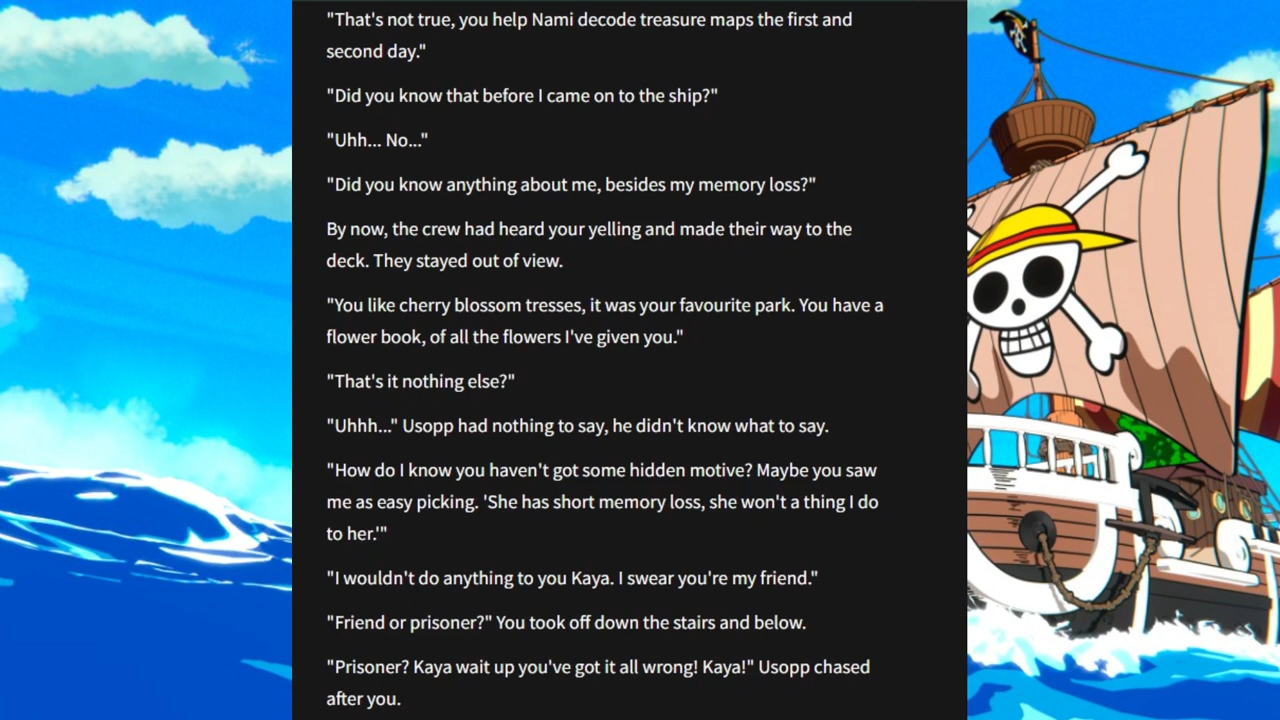 "That's not true, you help Nami decode treasure maps the first and
second day."
"Did you know that before I came on to the ship?"
"Uhh... No..."
"Did you know anything about me, besides my memory loss?"
By now, the crew had heard your yelling and made their way to the
deck. They stayed out of view.
"You like cherry blossom tresses, it was your favourite park. You have a
flower book, of all the flowers I've given you."
"That's it nothing else?"
"Uhhh..." Usopp had nothing to say, he didn't know what to say.
"How do I know you haven't got some hidden motive? Maybe you saw
me as easy picking. 'She has short memory loss, she won't a thing I do
to her.'"
"I wouldn't do anything to you Kaya. I swear you're my friend."
"Friend or prisoner?" You took off down the stairs and below.
"Prisoner? Kaya wait up you've got it all wrong! Kaya!" Usopp chased
after you.